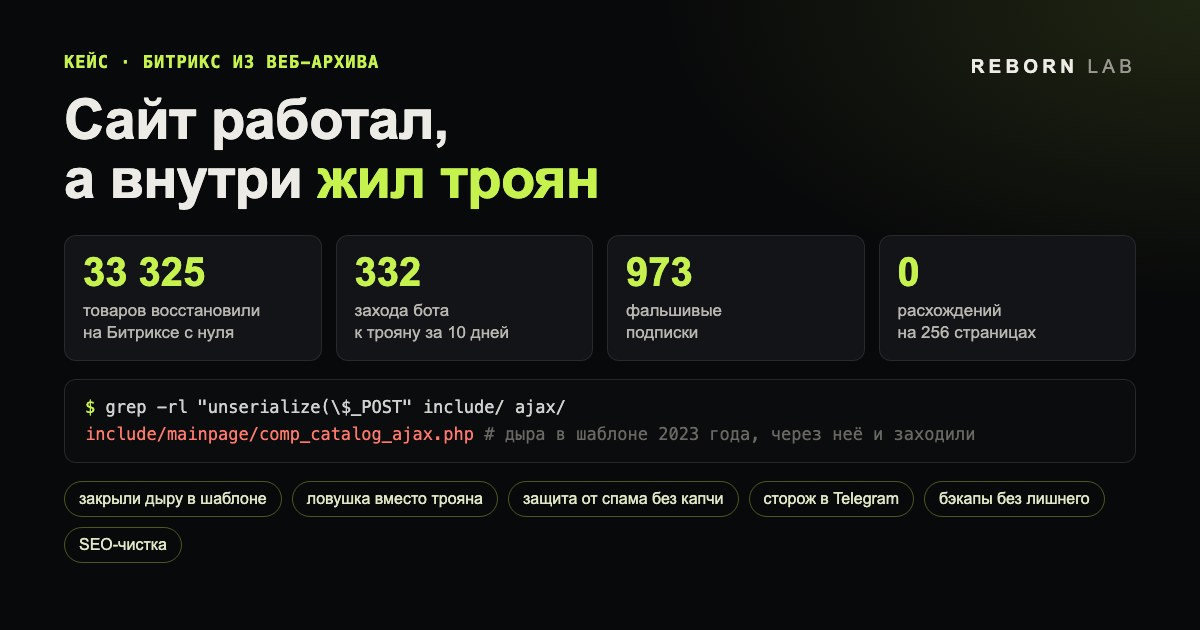 КЕЙС · БИТРИКС ИЗ ВЕБ-АРХИВА
REBORN LAB
Сайт работал,
а внутри жил троян
33 325
товаров восстановили
на Битриксе с нуля
332
захода бота
к трояну за 10 дней
973
фальшивые
подписки
0
расхождений
на 256 страницах
$ grep -rl "unserialize(\$_POST" include/ ajax/
include/mainpage/comp_catalog_ajax.php # дыра в шаблоне 2023 года, через неё и заходили
закрыли дыру в шаблоне
ловушка вместо трояна
защита от спама без капчи
сторож в Telegram
бэкапы без лишнего
SEO-чистка